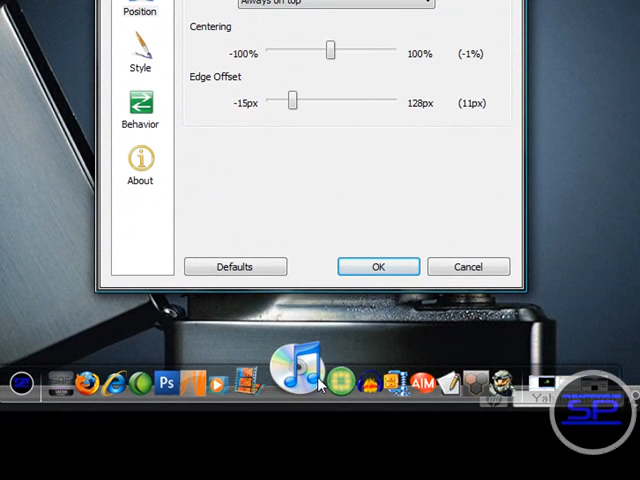 Always on top
Position
Centering
-100%
100%
(-1%)
Style
Edge Offset
-15px
128px
(11px)
Behavior
About
Defaults
OK
Cancel
Ps
AIM
SP